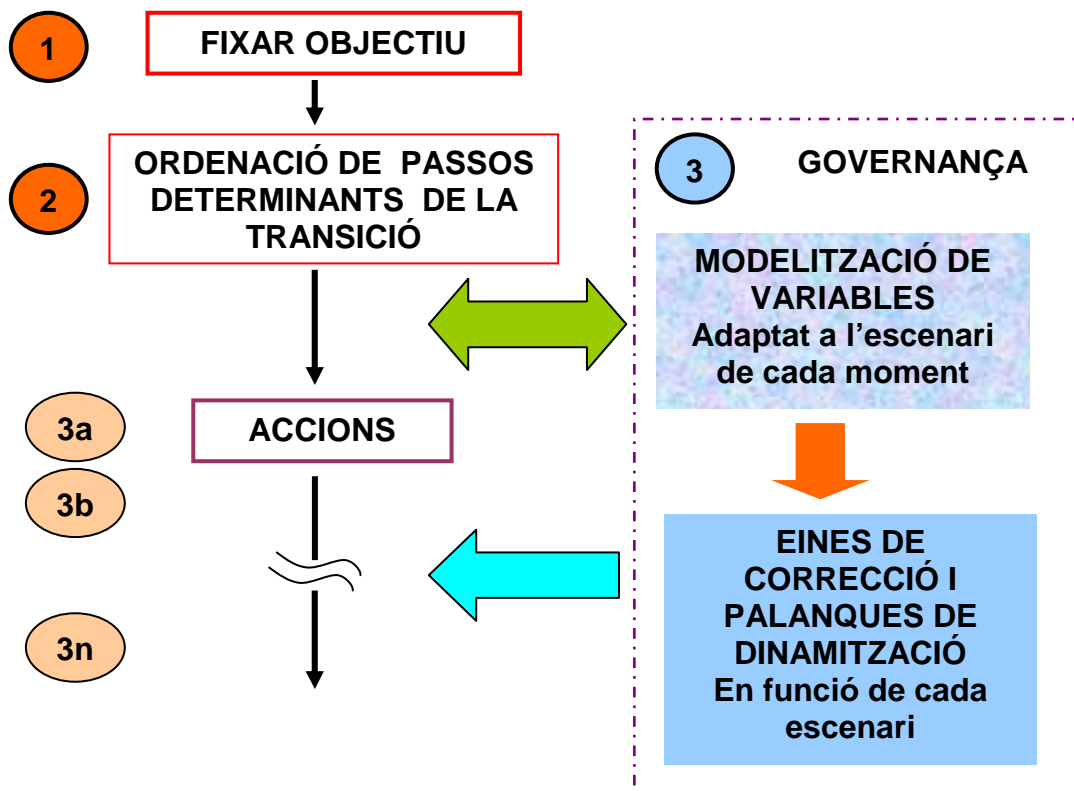 1
FIXAR OBJECTIU
2
ORDENACIÓ DE PASSOS
DETERMINANTS DE LA
TRANSICIÓ
3a
ACCIONS
3b
3n
3
GOVERNANÇA
MODELITZACIÓ DE
VARIABLES
Adaptat a l’escenari
de cada moment
EINES DE
CORRECCIÓ I
PALANQUES DE
DINAMITZACIÓ
En funció de cada
escenari